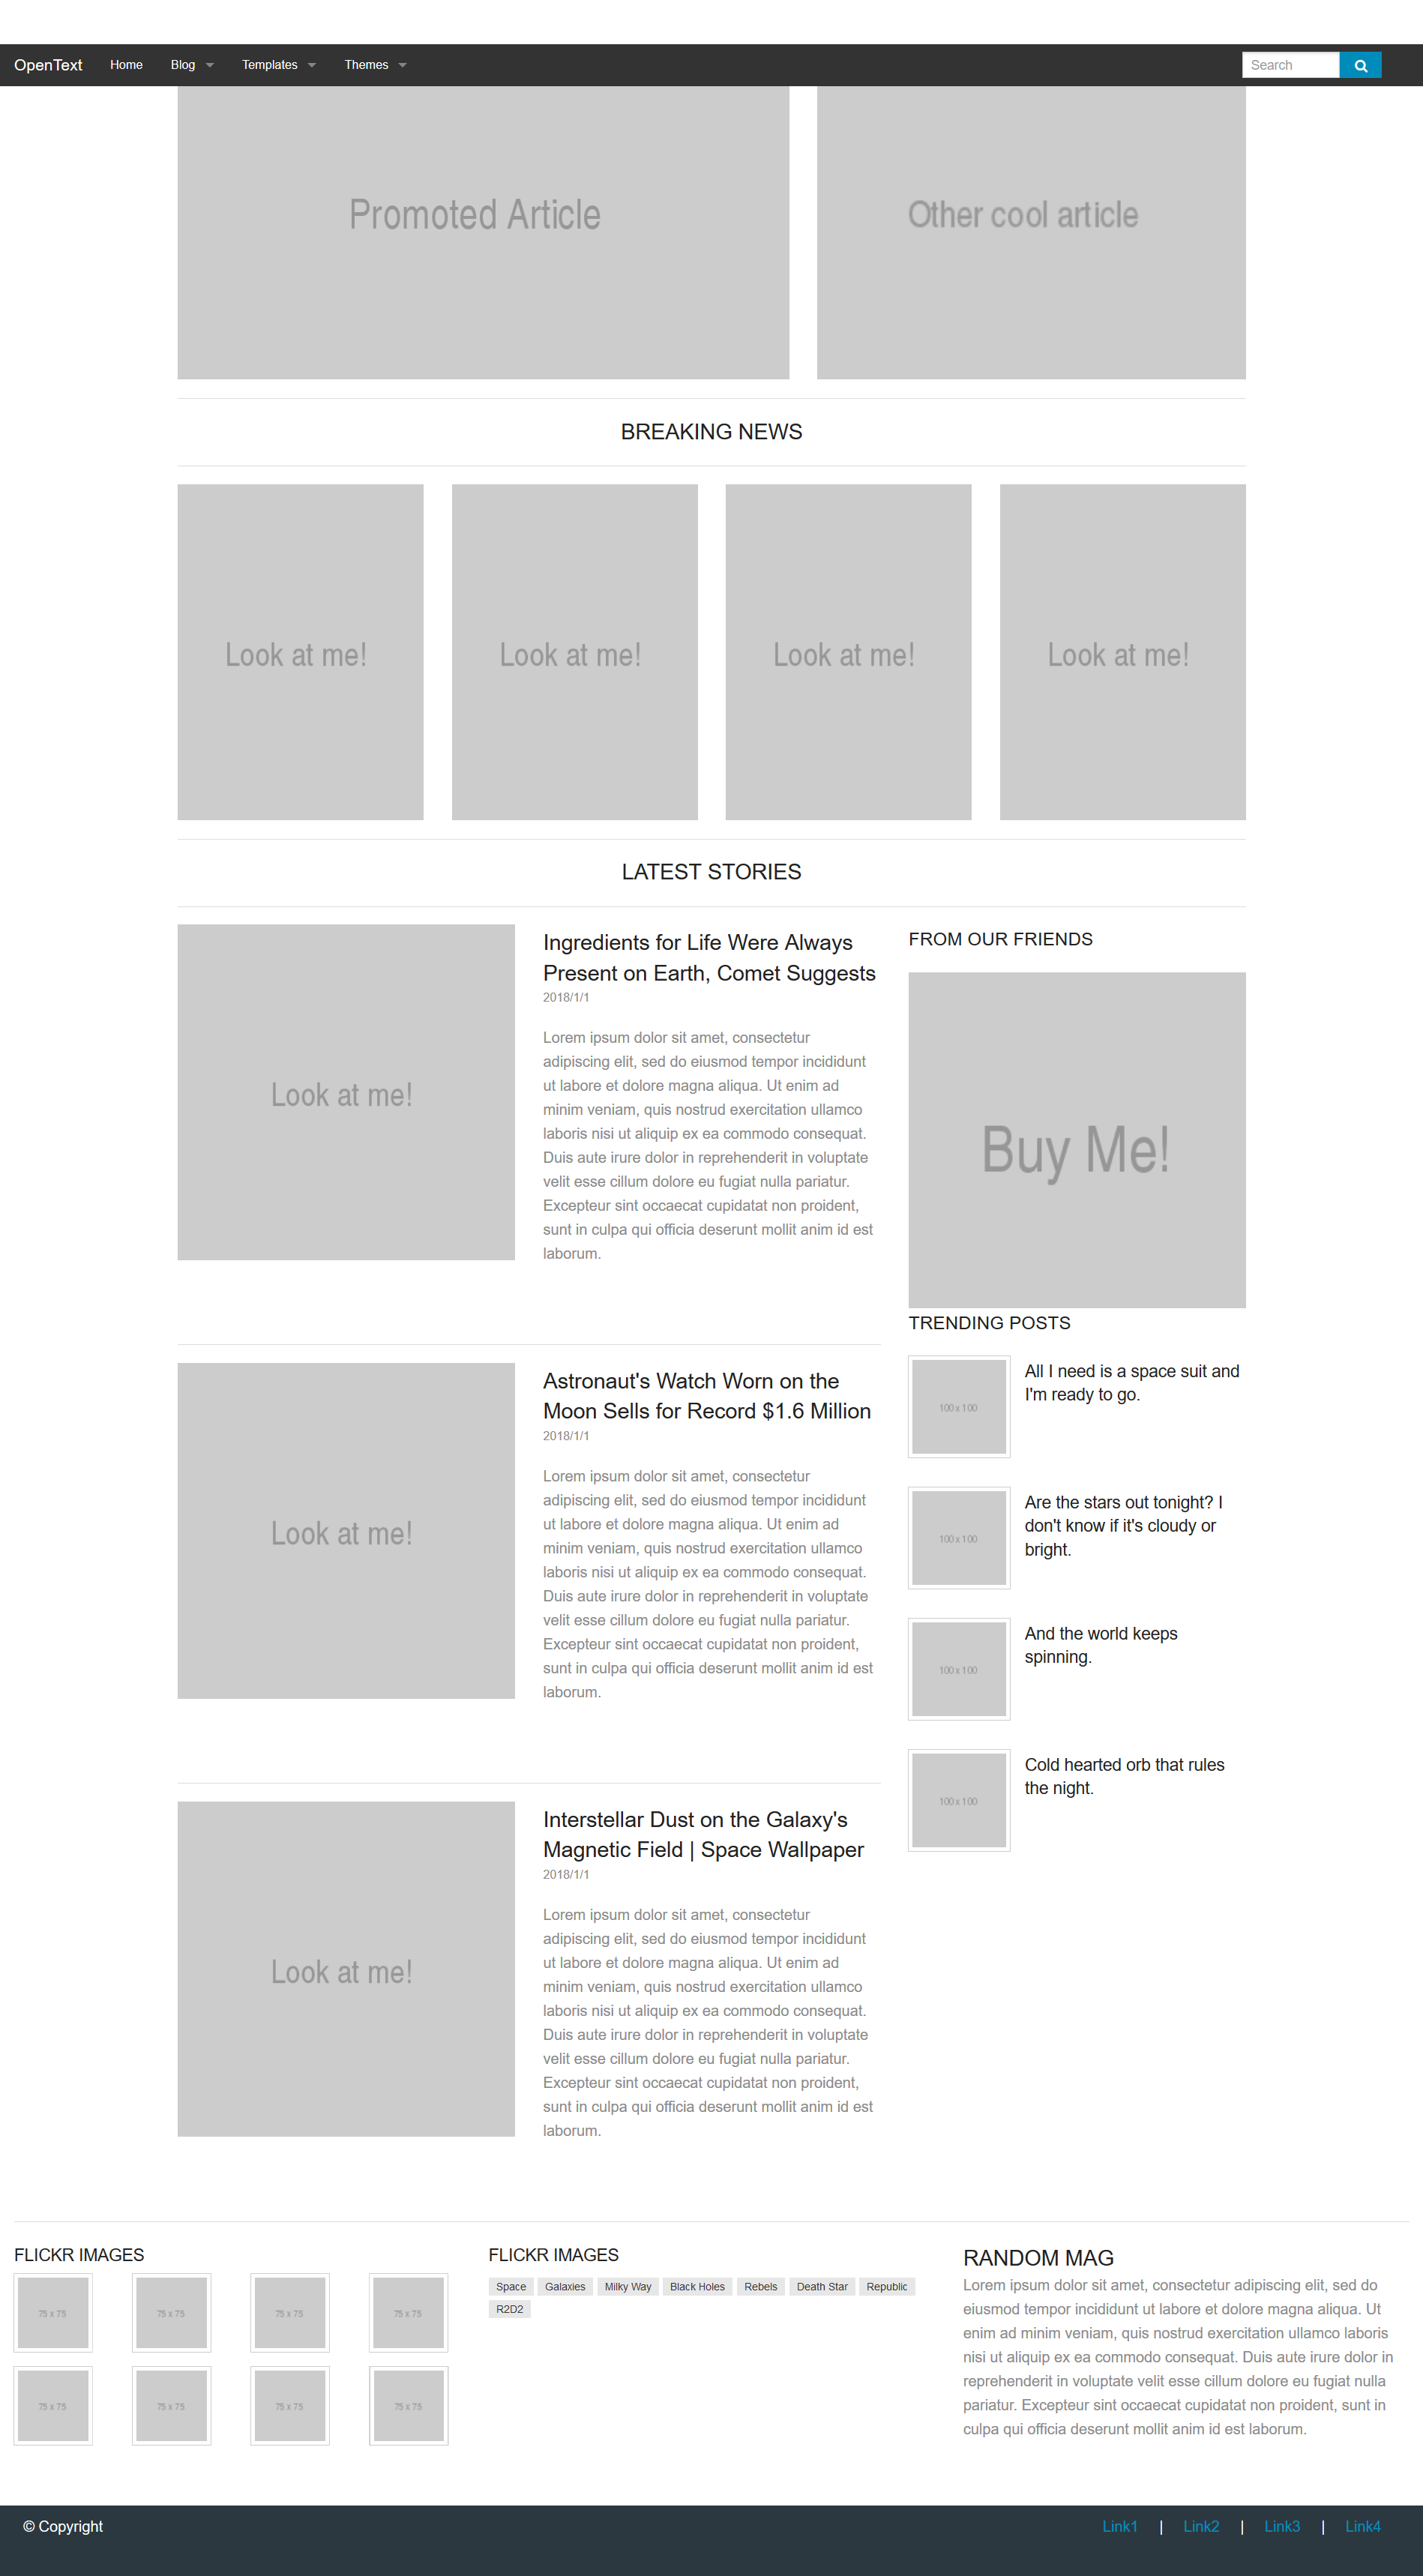 OpenText Home Blog Templates Themes Search
Promoted Article
Other cool article
BREAKING NEWS
Look at me! Look at me! Look at me! Look at me!
LATEST STORIES
Look at me!
Ingredients for Life Were Always
Present on Earth, Comet Suggests
2018/1/1
Lorem ipsum dolor sit amet, consectetur
adipiscing elit, sed do eiusmod tempor incididunt
ut labore et dolore magna aliqua. Ut enim ad
minim veniam, quis nostrud exercitation ullamco
laboris nisi ut aliquip ex ea commodo consequat.
Duis aute irure dolor in reprehenderit in voluptate
velit esse cillum dolore eu fugiat nulla pariatur.
Excepteur sint occaecat cupidatat non proident,
sunt in culpa qui officia deserunt mollit anim id est
laborum.
Look at me!
Astronaut's Watch Worn on the
Moon Sells for Record $1.6 Million
2018/1/1
Lorem ipsum dolor sit amet, consectetur
adipiscing elit, sed do eiusmod tempor incididunt
ut labore et dolore magna aliqua. Ut enim ad
minim veniam, quis nostrud exercitation ullamco
laboris nisi ut aliquip ex ea commodo consequat.
Duis aute irure dolor in reprehenderit in voluptate
velit esse cillum dolore eu fugiat nulla pariatur.
Excepteur sint occaecat cupidatat non proident,
sunt in culpa qui officia deserunt mollit anim id est
laborum.
Look at me!
Interstellar Dust on the Galaxy's
Magnetic Field | Space Wallpaper
2018/1/1
Lorem ipsum dolor sit amet, consectetur
adipiscing elit, sed do eiusmod tempor incididunt
ut labore et dolore magna aliqua. Ut enim ad
minim veniam, quis nostrud exercitation ullamco
laboris nisi ut aliquip ex ea commodo consequat.
Duis aute irure dolor in reprehenderit in voluptate
velit esse cillum dolore eu fugiat nulla pariatur.
Excepteur sint occaecat cupidatat non proident,
sunt in culpa qui officia deserunt mollit anim id est
laborum.
FROM OUR FRIENDS
Buy Me!
TRENDING POSTS
100 x 100
All I need is a space suit and
I'm ready to go.
100 x 100
Are the stars out tonight? I
don't know if it's cloudy or
bright.
100 x 100
And the world keeps
spinning.
100 x 100
Cold hearted orb that rules
the night.
FLICKR IMAGES
75 x 75 75 x 75 75 x 75 75 x 75
75 x 75 75 x 75 75 x 75 75 x 75
FLICKR IMAGES
Space Galaxies Milky Way Black Holes Rebels Death Star Republic
R2D2
RANDOM MAG
Lorem ipsum dolor sit amet, consectetur adipiscing elit, sed do
eiusmod tempor incididunt ut labore et dolore magna aliqua. Ut
enim ad minim veniam, quis nostrud exercitation ullamco laboris
nisi ut aliquip ex ea commodo consequat. Duis aute irure dolor in
reprehenderit in voluptate velit esse cillum dolore eu fugiat nulla
pariatur. Excepteur sint occaecat cupidatat non proident, sunt in
culpa qui officia deserunt mollit anim id est laborum.
© Copyright Link1 | Link2 | Link3 | Link4